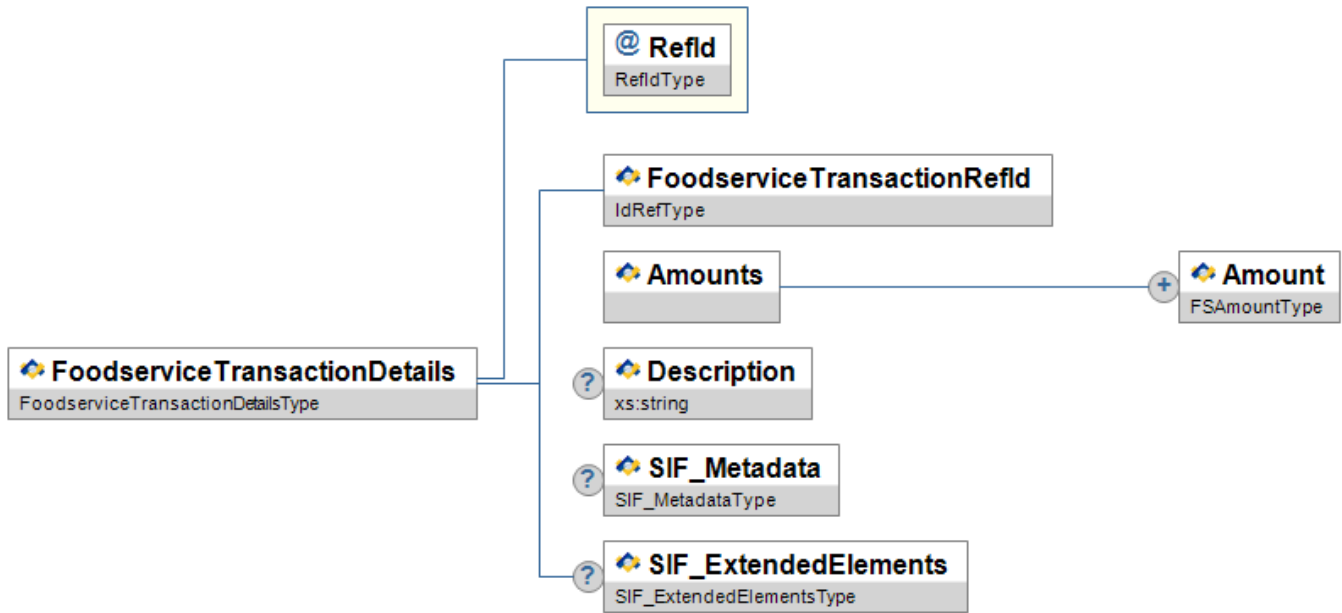 @ RefId
RefIdType
FoodserviceTransactionRefId
IdRefType
Amounts
+
Amount
FSAmountType
FoodserviceTransactionDetails
FoodserviceTransactionDetailsType
?
Description
xs:string
?
SIF_Metadata
SIF_MetadataType
?
SIF_ExtendedElements
SIF_ExtendedElementsType